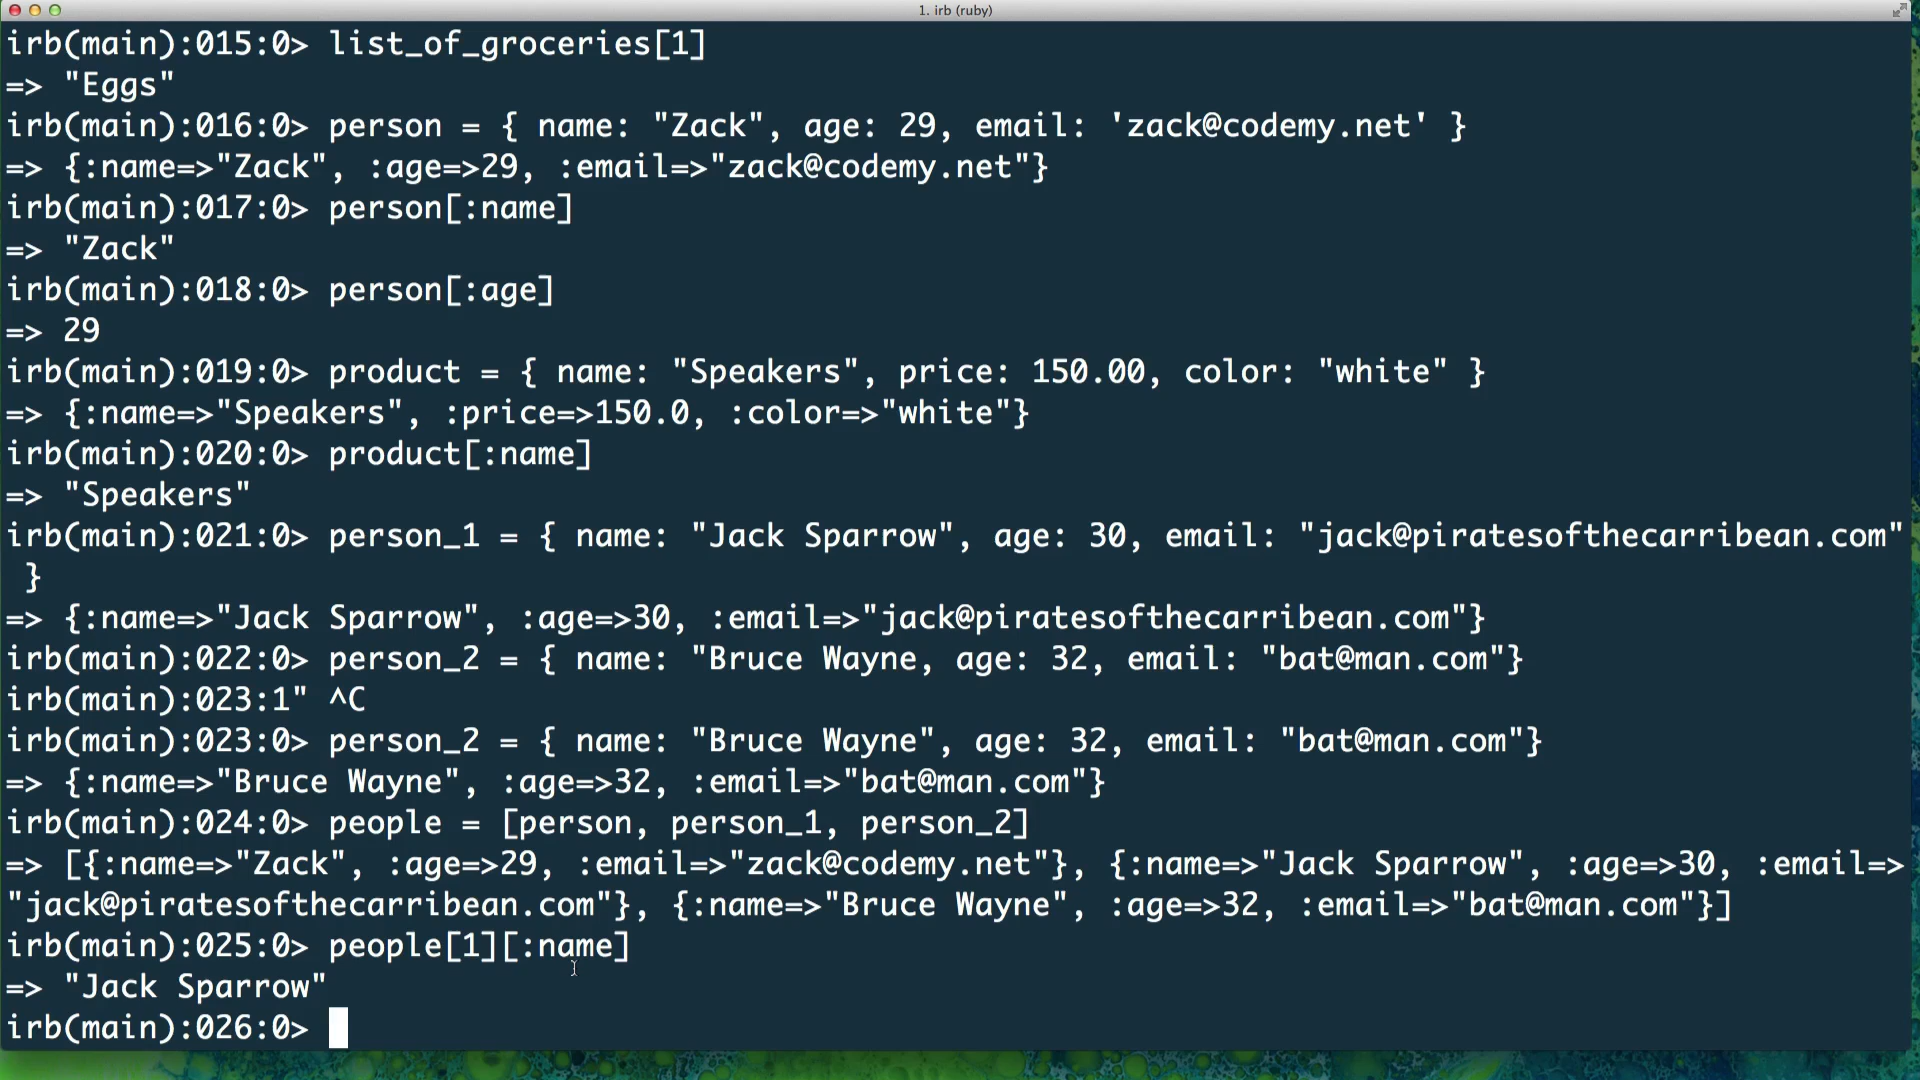 1. irb (ruby)
irb(main):015:0> list_of_groceries[1]
=> "Eggs"
irb(main):016:0> person = { name: "Zack", age: 29, email: 'zack@codemy.net' }
=> {:name=>"Zack", :age=>29, :email=>"zack@codemy.net"}
irb(main):017:0> person[:name]
=> "Zack"
irb(main):018:0> person[:age]
=> 29
irb(main):019:0> product = { name: "Speakers", price: 150.00, color: "white" }
=> {:name=>"Speakers", :price=>150.0, :color=>"white"}
irb(main):020:0> product[:name]
=> "Speakers"
irb(main):021:0> person_1 = { name: "Jack Sparrow", age: 30, email: "jack@piratesofthecarribean.com"
 }
=> {:name=>"Jack Sparrow", :age=>30, :email=>"jack@piratesofthecarribean.com"}
irb(main):022:0> person_2 = { name: "Bruce Wayne, age: 32, email: "bat@man.com"}
irb(main):023:1" ^C
irb(main):023:0> person_2 = { name: "Bruce Wayne", age: 32, email: "bat@man.com"}
=> {:name=>"Bruce Wayne", :age=>32, :email=>"bat@man.com"}
irb(main):024:0> people = [person, person_1, person_2]
=> [{:name=>"Zack", :age=>29, :email=>"zack@codemy.net"}, {:name=>"Jack Sparrow", :age=>30, :email=>
"jack@piratesofthecarribean.com"}, {:name=>"Bruce Wayne", :age=>32, :email=>"bat@man.com"}]
irb(main):025:0> people[1][:name]
=> "Jack Sparrow"
irb(main):026:0>